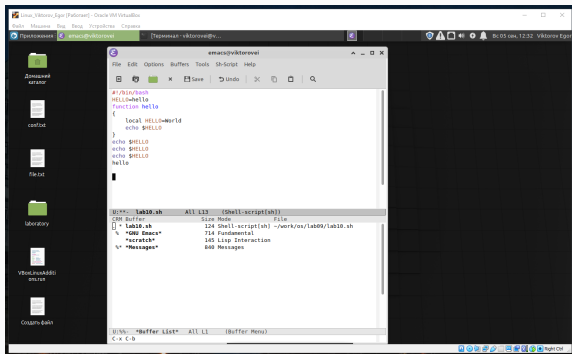 Linux_Viktorov_Egor [Работает] - Oracle VM VirtualBox
Файл Машина Вид Ввод Устройства Справка
Приложения emacs@viktorovei [Терминал - viktorovei@v... Вс 05 сен, 12:32 Viktorov Egor
Домашний каталог
conf.txt
file.txt
laboratory
VBoxLinuxAdditi
ons.run
Создать файл
emacs@viktorovei
File Edit Options Buffers Tools Sh-Script Help
Save Undo
#!/bin/bash
HELLO=hello
function hello
{
local HELLO=World
echo $HELLO
}
echo $HELLO
echo $HELLO
echo $HELLO
hello
U:**- lab10.sh All L13 (Shell-script[sh])
CRM Buffer Size Mode File
* lab10.sh 124 Shell-script[sh] ~/work/os/lab09/lab10.sh
% *GNU Emacs* 714 Fundamental
*scratch* 145 Lisp Interaction
%* *Messages* 840 Messages
U:%%- *Buffer List* All L1 (Buffer Menu)
C-x C-b
Right Ctrl